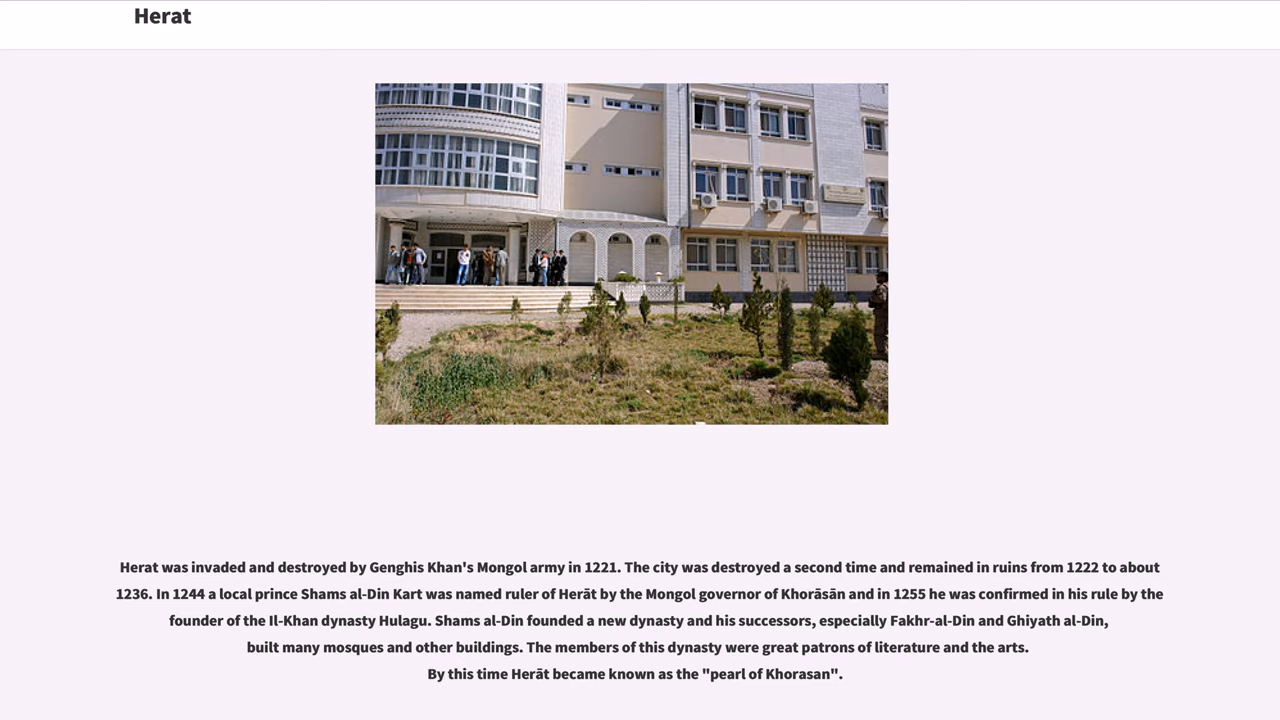 Herat
Herat was invaded and destroyed by Genghis Khan's Mongol army in 1221. The city was destroyed a second time and remained in ruins from 1222 to about
1236. In 1244 a local prince Shams al-Din Kart was named ruler of Herāt by the Mongol governor of Khorāsān and in 1255 he was confirmed in his rule by the
founder of the Il-Khan dynasty Hulagu. Shams al-Din founded a new dynasty and his successors, especially Fakhr-al-Din and Ghiyath al-Din,
built many mosques and other buildings. The members of this dynasty were great patrons of literature and the arts.
By this time Herāt became known as the "pearl of Khorasan".